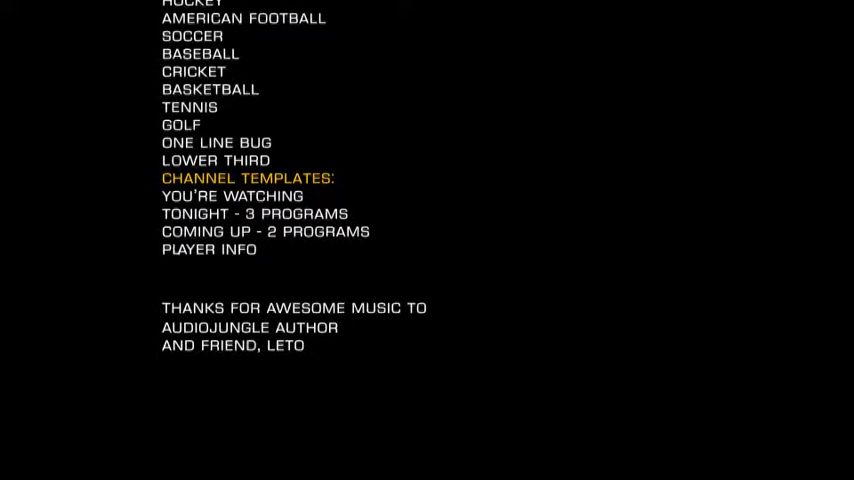 HOCKEY
AMERICAN FOOTBALL
SOCCER
BASEBALL
CRICKET
BASKETBALL
TENNIS
GOLF
ONE LINE BUG
LOWER THIRD
CHANNEL TEMPLATES:
YOU'RE WATCHING
TONIGHT - 3 PROGRAMS
COMING UP - 2 PROGRAMS
PLAYER INFO
THANKS FOR AWESOME MUSIC TO
AUDIOJUNGLE AUTHOR
AND FRIEND, LETO